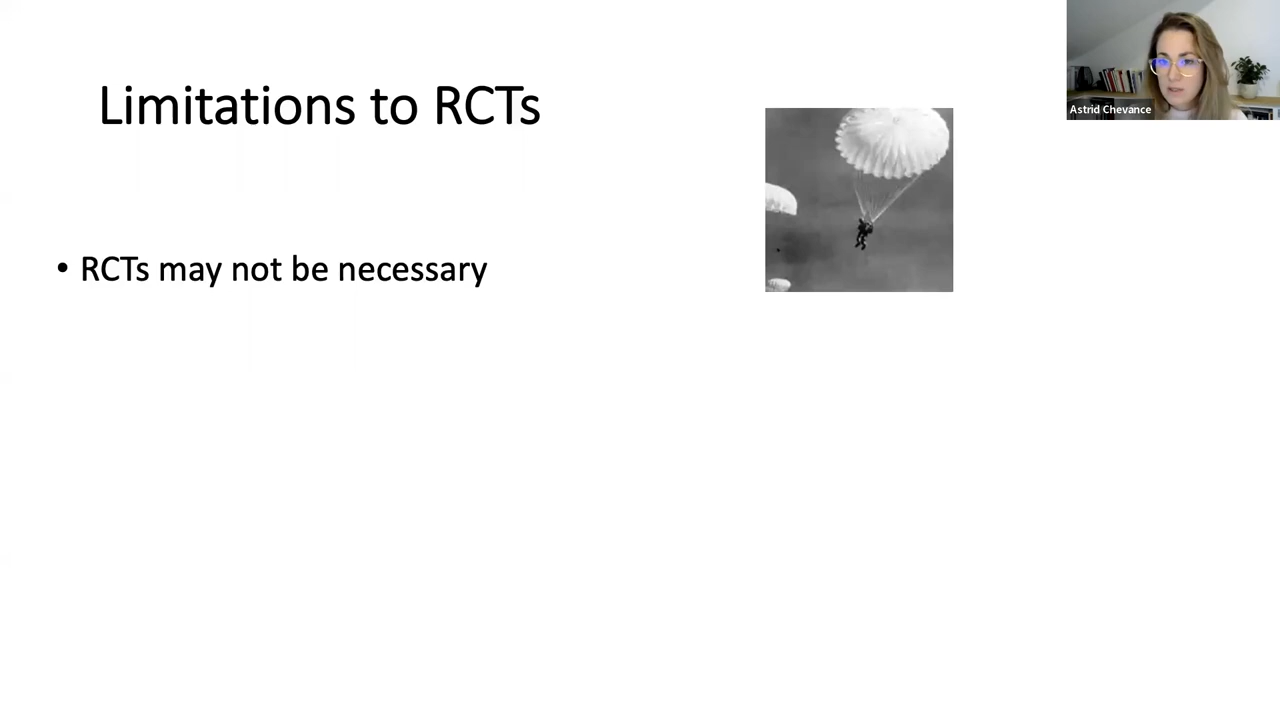 Limitations to RCTs
Astrid Chevance
• RCTs may not be necessary